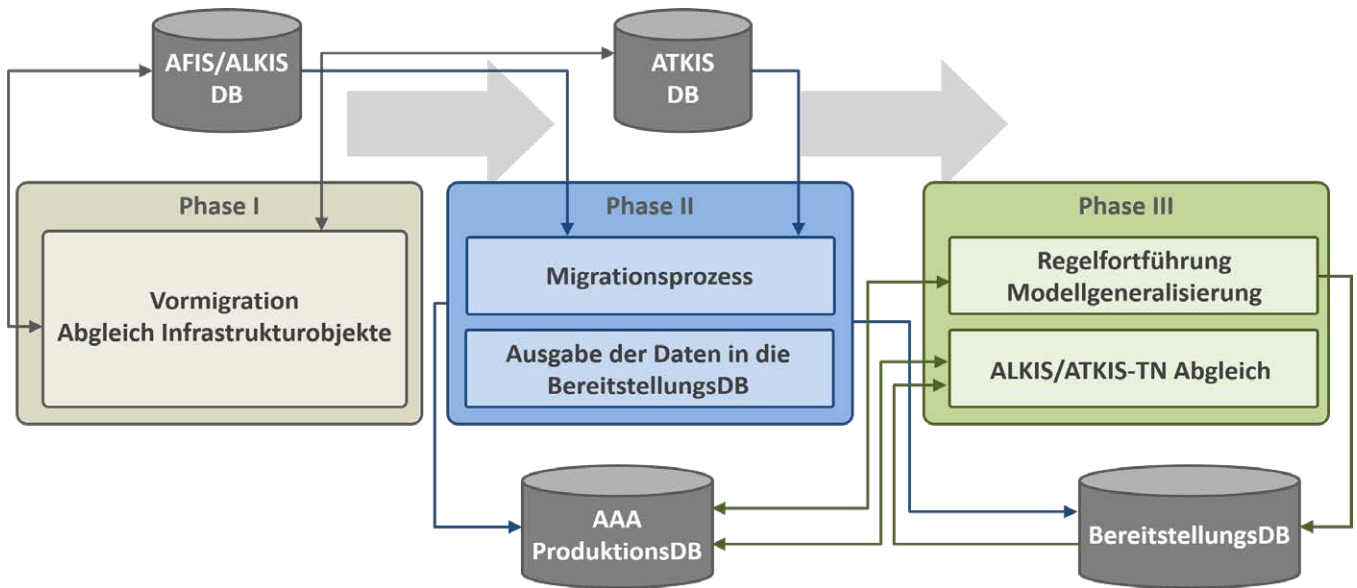 AFIS/ALKIS
DB
ATKIS
DB
Phase I
Vormigration
Abgleich Infrastrukturobjekte
Phase II
Migrationsprozess
Ausgabe der Daten in die
BereitstellungsDB
Phase III
Regelfortführung
Modellgeneralisierung
ALKIS/ATKIS-TN Abgleich
AAA
ProduktionsDB
BereitstellungsDB